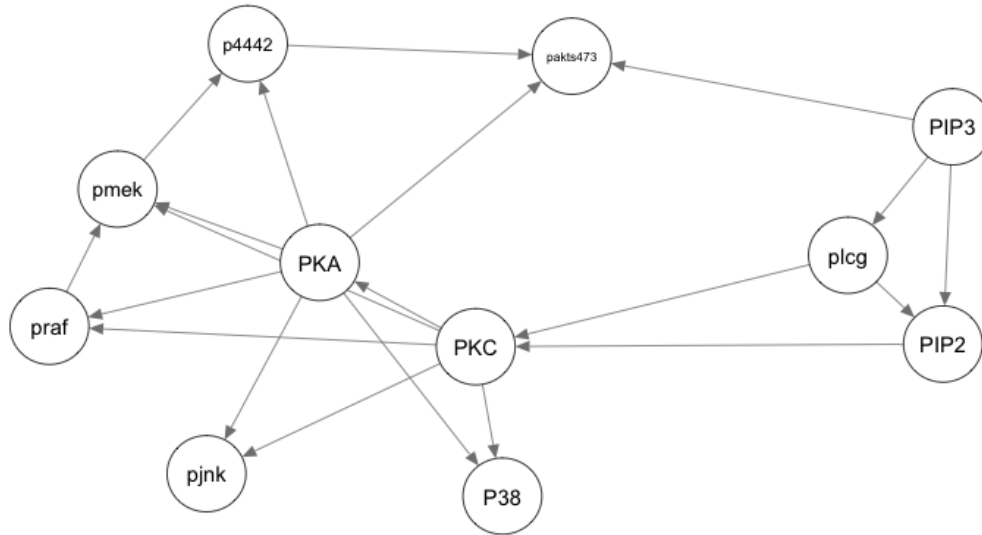 p4442
pakts473
PIP3
pmek
plcg
PKA
praf
PKC
PIP2
pjnk
P38